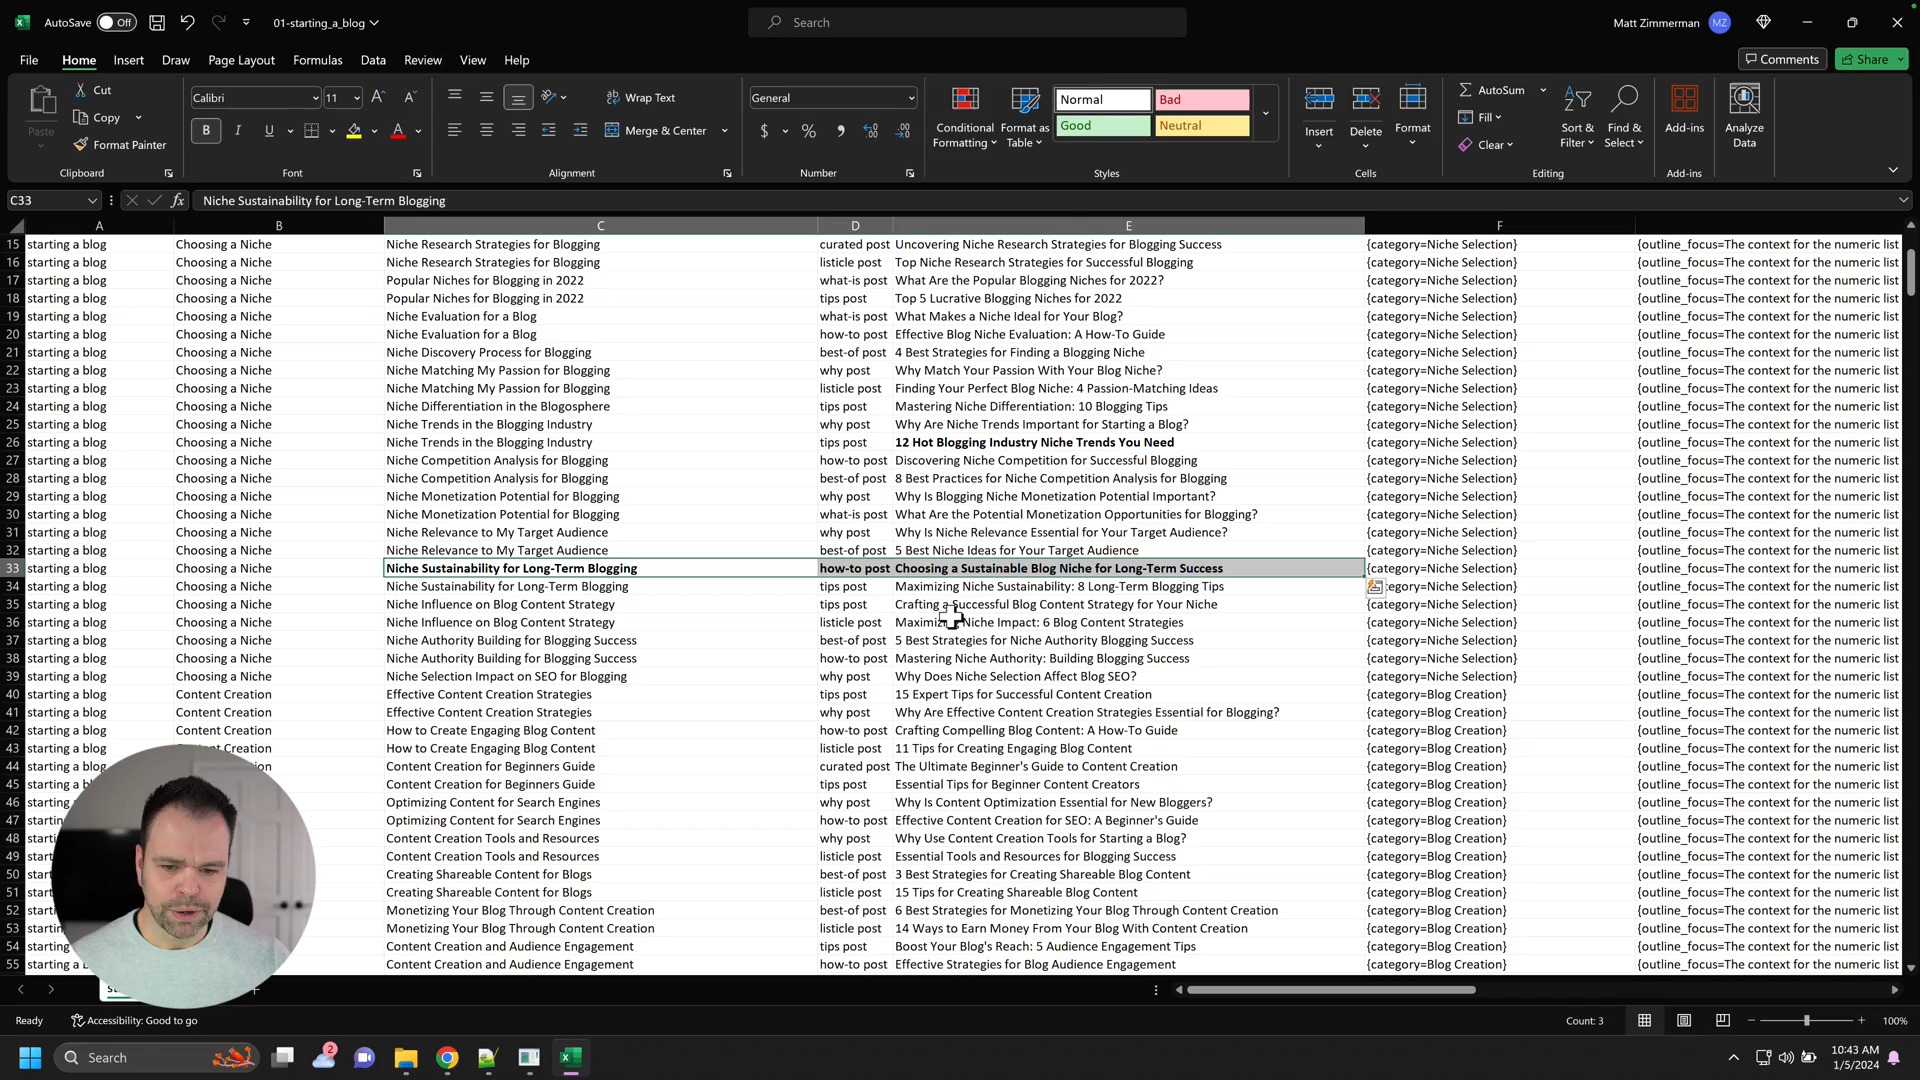 AutoSave Off 01-starting_a_blog Search Matt Zimmerman MZ
File Home Insert Draw Page Layout Formulas Data Review View Help Comments Share
Paste Cut Copy Format Painter Clipboard
Calibri 11 B I U A Font
Wrap Text Merge & Center Alignment
General $ % Number
Conditional Formatting Format as Table Normal Bad Good Neutral Styles
Insert Delete Format Cells
AutoSum Fill Clear Sort & Filter Find & Select Editing
Add-ins Add-ins
Analyze Data
C33 fx Niche Sustainability for Long-Term Blogging
A B C D E F
15 starting a blog Choosing a Niche Niche Research Strategies for Blogging curated post Uncovering Niche Research Strategies for Blogging Success {category=Niche Selection} {outline_focus=The context for the numeric list
16 starting a blog Choosing a Niche Niche Research Strategies for Blogging listicle post Top Niche Research Strategies for Successful Blogging {category=Niche Selection} {outline_focus=The context for the numeric list
17 starting a blog Choosing a Niche Popular Niches for Blogging in 2022 what-is post What Are the Popular Blogging Niches for 2022? {category=Niche Selection} {outline_focus=The context for the numeric list
18 starting a blog Choosing a Niche Popular Niches for Blogging in 2022 tips post Top 5 Lucrative Blogging Niches for 2022 {category=Niche Selection} {outline_focus=The context for the numeric list
19 starting a blog Choosing a Niche Niche Evaluation for a Blog what-is post What Makes a Niche Ideal for Your Blog? {category=Niche Selection} {outline_focus=The context for the numeric list
20 starting a blog Choosing a Niche Niche Evaluation for a Blog how-to post Effective Blog Niche Evaluation: A How-To Guide {category=Niche Selection} {outline_focus=The context for the numeric list
21 starting a blog Choosing a Niche Niche Discovery Process for Blogging best-of post 4 Best Strategies for Finding a Blogging Niche {category=Niche Selection} {outline_focus=The context for the numeric list
22 starting a blog Choosing a Niche Niche Matching My Passion for Blogging why post Why Match Your Passion With Your Blog Niche? {category=Niche Selection} {outline_focus=The context for the numeric list
23 starting a blog Choosing a Niche Niche Matching My Passion for Blogging listicle post Finding Your Perfect Blog Niche: 4 Passion-Matching Ideas {category=Niche Selection} {outline_focus=The context for the numeric list
24 starting a blog Choosing a Niche Niche Differentiation in the Blogosphere tips post Mastering Niche Differentiation: 10 Blogging Tips {category=Niche Selection} {outline_focus=The context for the numeric list
25 starting a blog Choosing a Niche Niche Trends in the Blogging Industry why post Why Are Niche Trends Important for Starting a Blog? {category=Niche Selection} {outline_focus=The context for the numeric list
26 starting a blog Choosing a Niche Niche Trends in the Blogging Industry tips post 12 Hot Blogging Industry Niche Trends You Need {category=Niche Selection} {outline_focus=The context for the numeric list
27 starting a blog Choosing a Niche Niche Competition Analysis for Blogging how-to post Discovering Niche Competition for Successful Blogging {category=Niche Selection} {outline_focus=The context for the numeric list
28 starting a blog Choosing a Niche Niche Competition Analysis for Blogging best-of post 8 Best Practices for Niche Competition Analysis for Blogging {category=Niche Selection} {outline_focus=The context for the numeric list
29 starting a blog Choosing a Niche Niche Monetization Potential for Blogging why post Why Is Blogging Niche Monetization Potential Important? {category=Niche Selection} {outline_focus=The context for the numeric list
30 starting a blog Choosing a Niche Niche Monetization Potential for Blogging what-is post What Are the Potential Monetization Opportunities for Blogging? {category=Niche Selection} {outline_focus=The context for the numeric list
31 starting a blog Choosing a Niche Niche Relevance to My Target Audience why post Why Is Niche Relevance Essential for Your Target Audience? {category=Niche Selection} {outline_focus=The context for the numeric list
32 starting a blog Choosing a Niche Niche Relevance to My Target Audience best-of post 5 Best Niche Ideas for Your Target Audience {category=Niche Selection} {outline_focus=The context for the numeric list
33 starting a blog Choosing a Niche Niche Sustainability for Long-Term Blogging how-to post Choosing a Sustainable Blog Niche for Long-Term Success {category=Niche Selection} {outline_focus=The context for the numeric list
34 starting a blog Choosing a Niche Niche Sustainability for Long-Term Blogging tips post Maximizing Niche Sustainability: 8 Long-Term Blogging Tips egory=Niche Selection} {outline_focus=The context for the numeric list
35 starting a blog Choosing a Niche Niche Influence on Blog Content Strategy tips post Crafting a Successful Blog Content Strategy for Your Niche {category=Niche Selection} {outline_focus=The context for the numeric list
36 starting a blog Choosing a Niche Niche Influence on Blog Content Strategy listicle post Maximizing Niche Impact: 6 Blog Content Strategies {category=Niche Selection} {outline_focus=The context for the numeric list
37 starting a blog Choosing a Niche Niche Authority Building for Blogging Success best-of post 5 Best Strategies for Niche Authority Blogging Success {category=Niche Selection} {outline_focus=The context for the numeric list
38 starting a blog Choosing a Niche Niche Authority Building for Blogging Success how-to post Mastering Niche Authority: Building Blogging Success {category=Niche Selection} {outline_focus=The context for the numeric list
39 starting a blog Choosing a Niche Niche Selection Impact on SEO for Blogging why post Why Does Niche Selection Affect Blog SEO? {category=Niche Selection} {outline_focus=The context for the numeric list
40 starting a blog Content Creation Effective Content Creation Strategies tips post 15 Expert Tips for Successful Content Creation {category=Blog Creation} {outline_focus=The context for the numeric list
41 starting a blog Content Creation Effective Content Creation Strategies why post Why Are Effective Content Creation Strategies Essential for Blogging? {category=Blog Creation} {outline_focus=The context for the numeric list
42 starting a blog Content Creation How to Create Engaging Blog Content how-to post Crafting Compelling Blog Content: A How-To Guide {category=Blog Creation} {outline_focus=The context for the numeric list
43 starting a blog Content Creation How to Create Engaging Blog Content listicle post 11 Tips for Creating Engaging Blog Content {category=Blog Creation} {outline_focus=The context for the numeric list
44 starting a b on Content Creation for Beginners Guide curated post The Ultimate Beginner's Guide to Content Creation {category=Blog Creation} {outline_focus=The context for the numeric list
45 starting a b Content Creation for Beginners Guide tips post Essential Tips for Beginner Content Creators {category=Blog Creation} {outline_focus=The context for the numeric list
46 starting a Optimizing Content for Search Engines why post Why Is Content Optimization Essential for New Bloggers? {category=Blog Creation} {outline_focus=The context for the numeric list
47 starting Optimizing Content for Search Engines how-to post Effective Content Creation for SEO: A Beginner's Guide {category=Blog Creation} {outline_focus=The context for the numeric list
48 starting Content Creation Tools and Resources why post Why Use Content Creation Tools for Starting a Blog? {category=Blog Creation} {outline_focus=The context for the numeric list
49 start Content Creation Tools and Resources listicle post Essential Tools and Resources for Blogging Success {category=Blog Creation} {outline_focus=The context for the numeric list
50 start Creating Shareable Content for Blogs best-of post 3 Best Strategies for Creating Shareable Blog Content {category=Blog Creation} {outline_focus=The context for the numeric list
51 start Creating Shareable Content for Blogs listicle post 15 Tips for Creating Shareable Blog Content {category=Blog Creation} {outline_focus=The context for the numeric list
52 start Monetizing Your Blog Through Content Creation best-of post 6 Best Strategies for Monetizing Your Blog Through Content Creation {category=Blog Creation} {outline_focus=The context for the numeric list
53 starti Monetizing Your Blog Through Content Creation listicle post 14 Ways to Earn Money From Your Blog With Content Creation {category=Blog Creation} {outline_focus=The context for the numeric list
54 starting Content Creation and Audience Engagement tips post Boost Your Blog's Reach: 5 Audience Engagement Tips {category=Blog Creation} {outline_focus=The context for the numeric list
55 starting a Content Creation and Audience Engagement how-to post Effective Strategies for Blog Audience Engagement {category=Blog Creation} {outline_focus=The context for the numeric list
Ready Accessibility: Good to go Count: 3 100%
Search 2 10:43 AM
1/5/2024